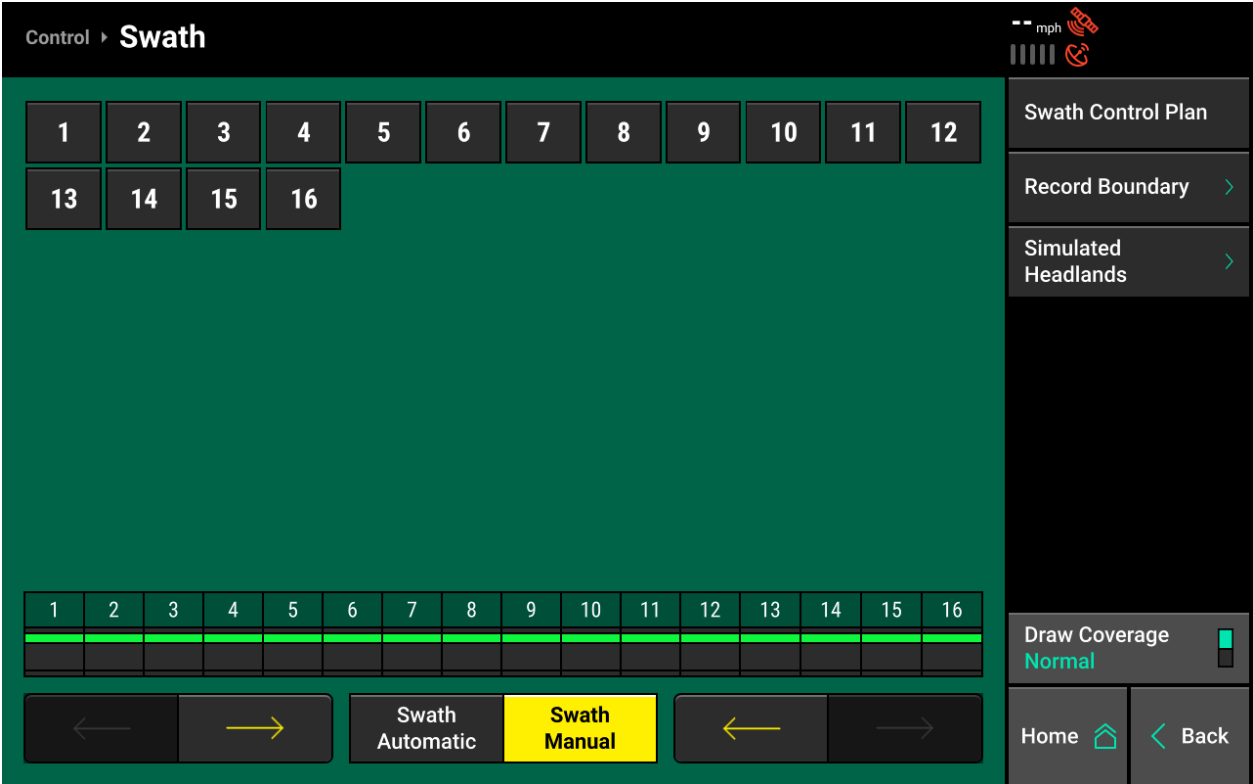 Control Swath
-- mph
1 2 3 4 5 6 7 8 9 10 11 12
13 14 15 16
Swath Control Plan
Record Boundary
Simulated
Headlands
1 2 3 4 5 6 7 8 9 10 11 12 13 14 15 16
Draw Coverage
Normal
Swath
Automatic
Swath
Manual
Home
Back